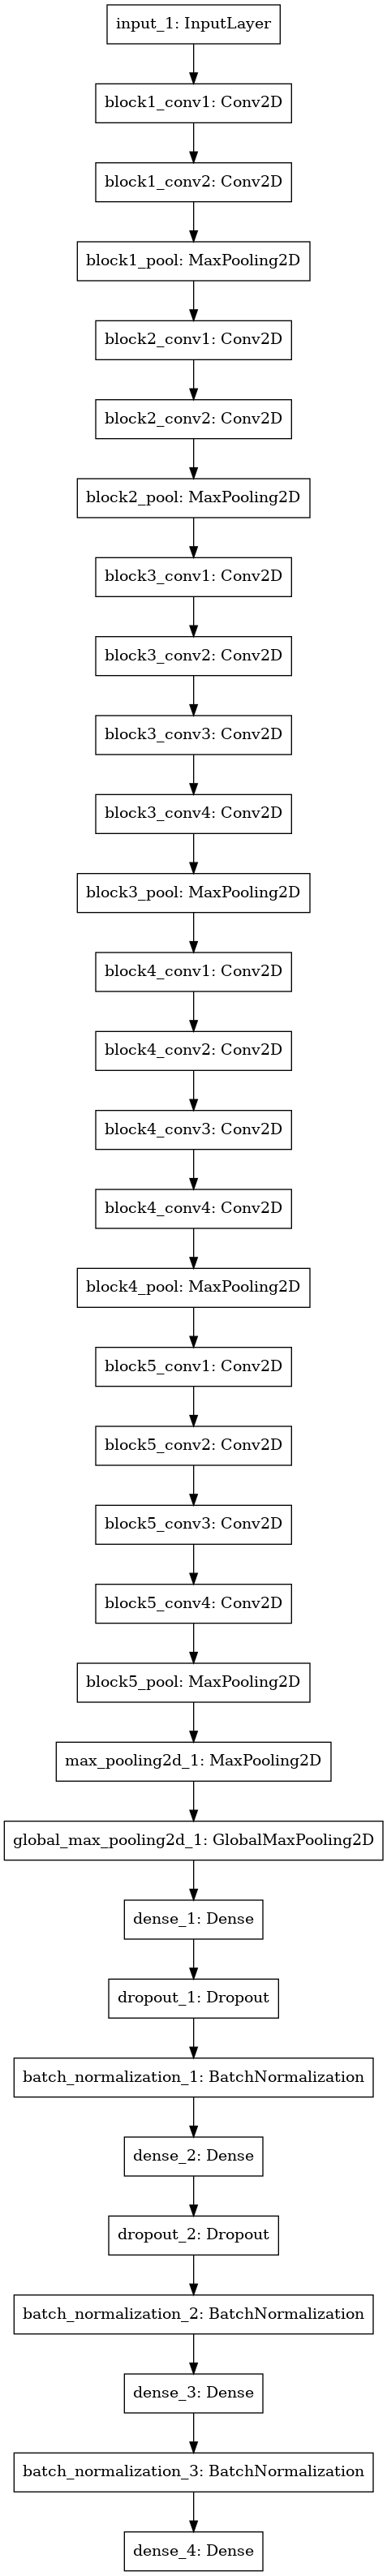 input_1: InputLayer
block1_conv1: Conv2D
block1_conv2: Conv2D
block1_pool: MaxPooling2D
block2_conv1: Conv2D
block2_conv2: Conv2D
block2_pool: MaxPooling2D
block3_conv1: Conv2D
block3_conv2: Conv2D
block3_conv3: Conv2D
block3_conv4: Conv2D
block3_pool: MaxPooling2D
block4_conv1: Conv2D
block4_conv2: Conv2D
block4_conv3: Conv2D
block4_conv4: Conv2D
block4_pool: MaxPooling2D
block5_conv1: Conv2D
block5_conv2: Conv2D
block5_conv3: Conv2D
block5_conv4: Conv2D
block5_pool: MaxPooling2D
max_pooling2d_1: MaxPooling2D
global_max_pooling2d_1: GlobalMaxPooling2D
dense_1: Dense
dropout_1: Dropout
batch_normalization_1: BatchNormalization
dense_2: Dense
dropout_2: Dropout
batch_normalization_2: BatchNormalization
dense_3: Dense
batch_normalization_3: BatchNormalization
dense_4: Dense